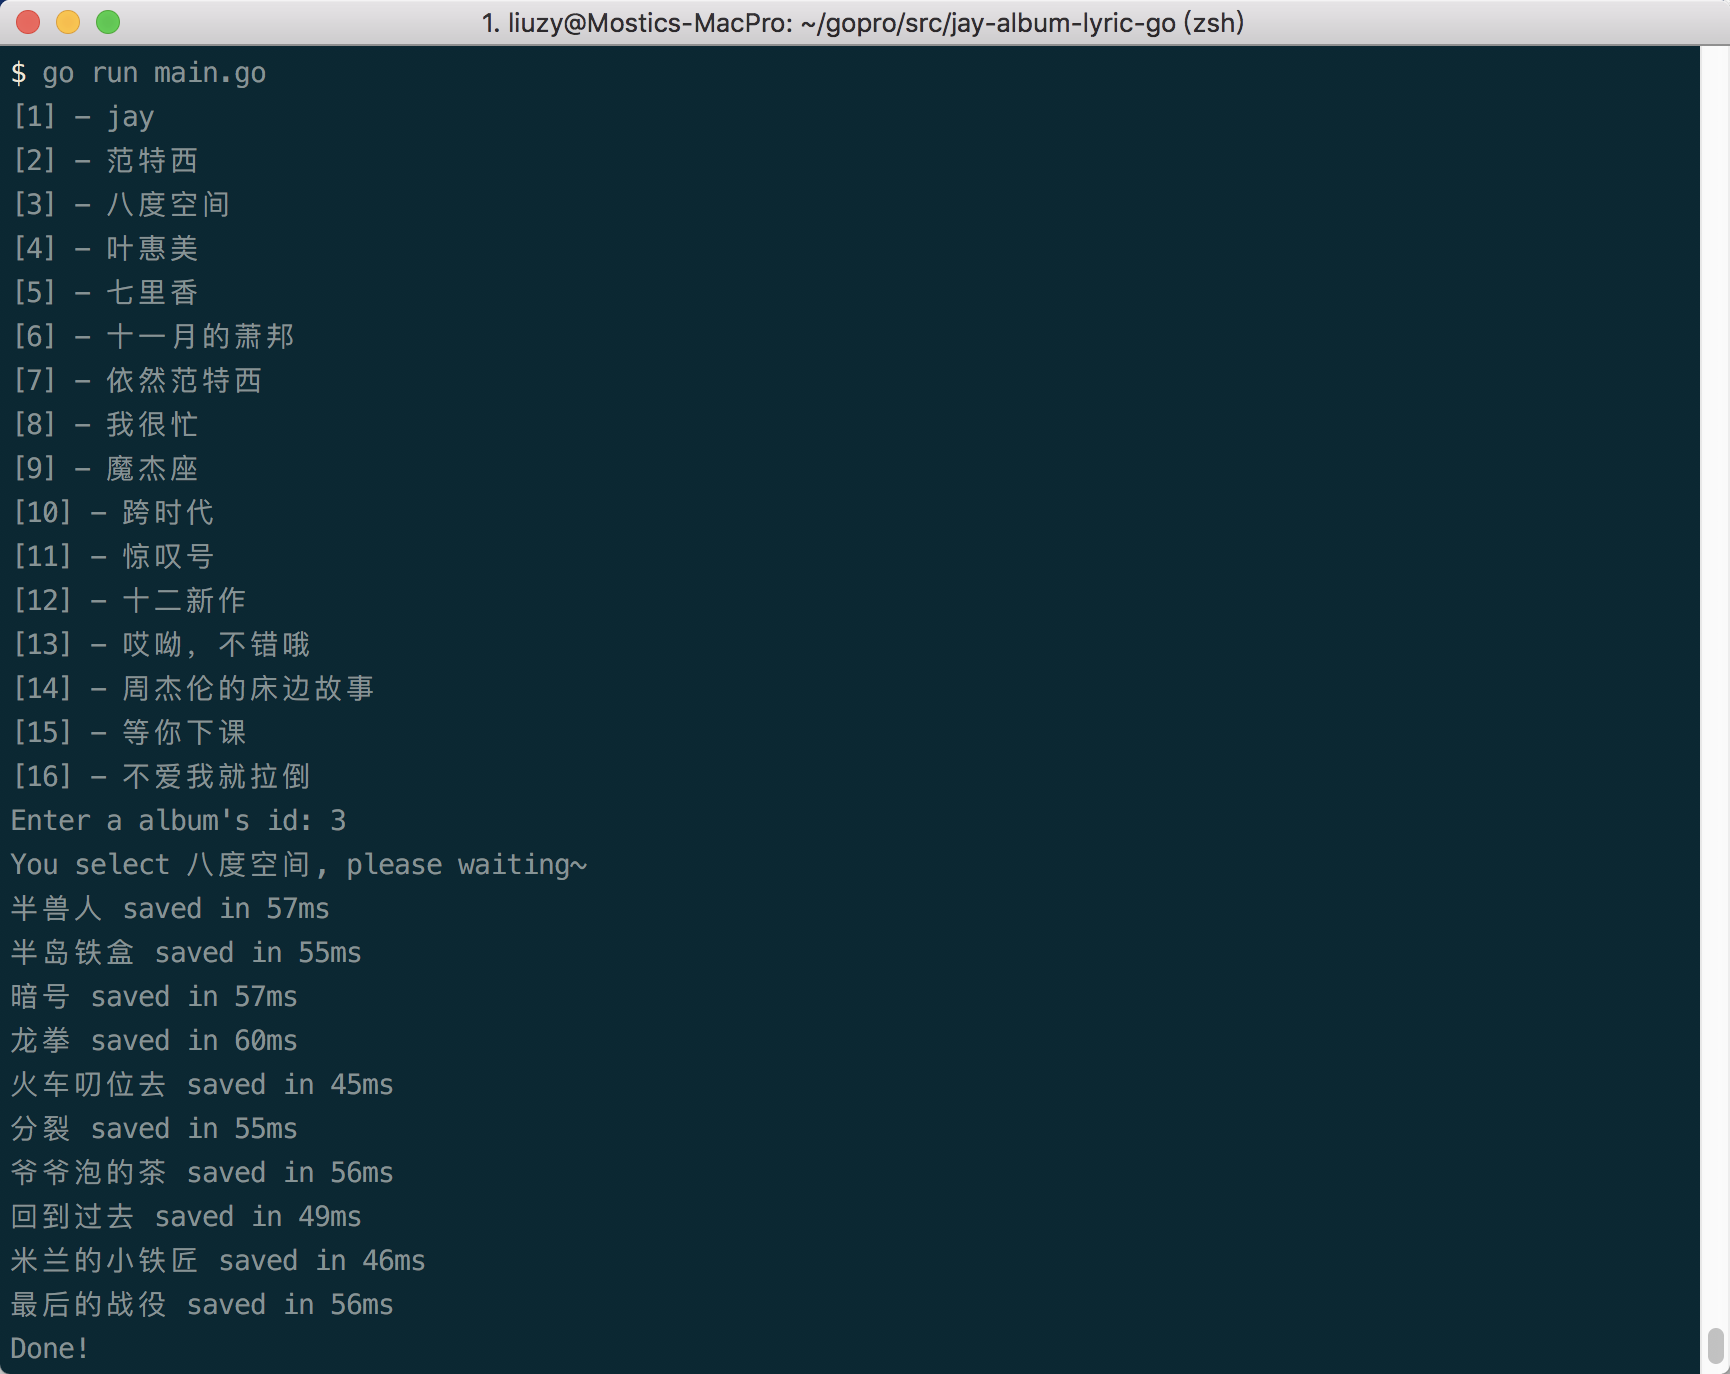 1. liuzy@Mostics-MacPro: ~/gopro/src/jay-album-lyric-go (zsh)
$ go run main.go
[1] - jay
[2] - 范特西
[3] - 八度空间
[4] - 叶惠美
[5] - 七里香
[6] - 十一月的萧邦
[7] - 依然范特西
[8] - 我很忙
[9] - 魔杰座
[10] - 跨时代
[11] - 惊叹号
[12] - 十二新作
[13] - 哎呦, 不错哦
[14] - 周杰伦的床边故事
[15] - 等你下课
[16] - 不爱我就拉倒
Enter a album's id: 3
You select 八度空间, please waiting~
半兽人 saved in 57ms
半岛铁盒 saved in 55ms
暗号 saved in 57ms
龙拳 saved in 60ms
火车叨位去 saved in 45ms
分裂 saved in 55ms
爷爷泡的茶 saved in 56ms
回到过去 saved in 49ms
米兰的小铁匠 saved in 46ms
最后的战役 saved in 56ms
Done!